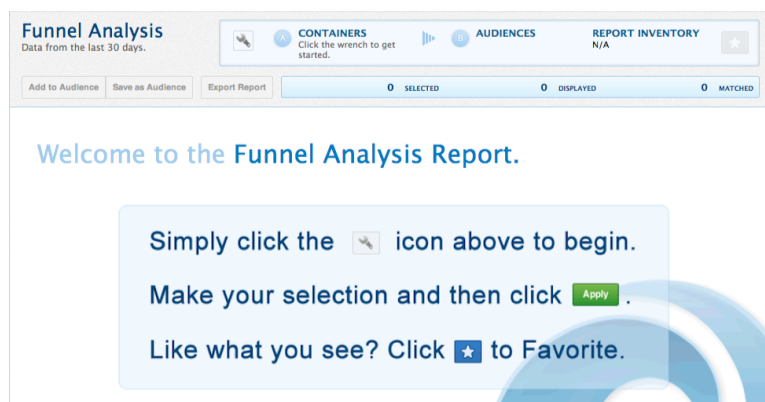 Funnel Analysis
Data from the last 30 days.
A CONTAINERS
Click the wrench to get
started.
B AUDIENCES
REPORT INVENTORY
N/A
Add to Audience Save as Audience Export Report 0 SELECTED 0 DISPLAYED 0 MATCHED
Welcome to the Funnel Analysis Report.
Simply click the icon above to begin.
Make your selection and then click Apply .
Like what you see? Click to Favorite.